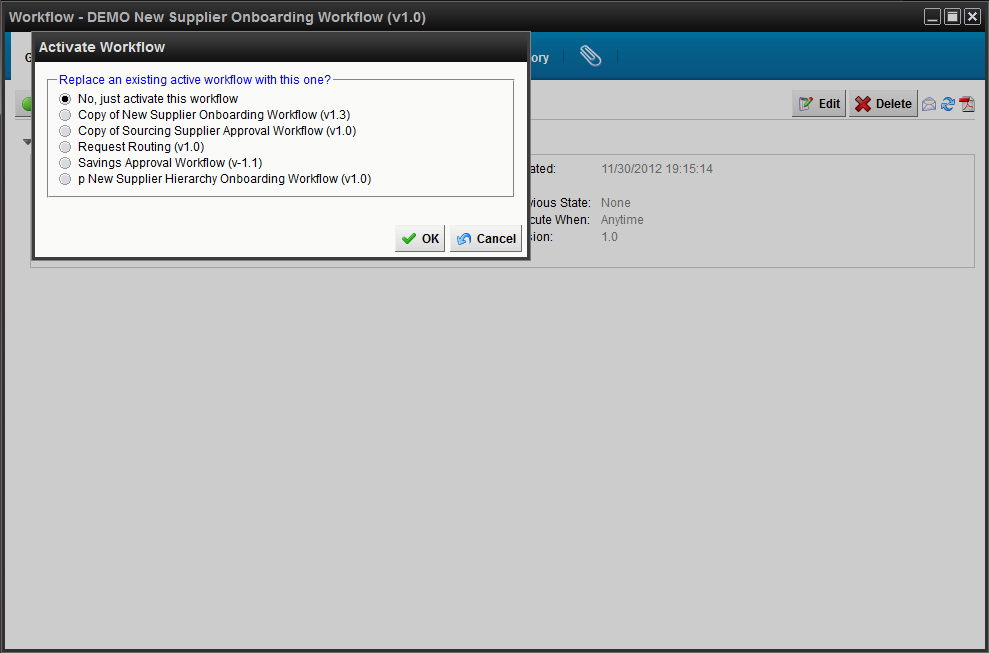 Workflow - DEMO New Supplier Onboarding Workflow (v1.0)
Activate Workflow
ory
Replace an existing active workflow with this one?
No, just activate this workflow
Copy of New Supplier Onboarding Workflow (v1.3)
Copy of Sourcing Supplier Approval Workflow (v1.0)
Request Routing (v1.0)
Savings Approval Workflow (v-1.1)
p New Supplier Hierarchy Onboarding Workflow (v1.0)
OK Cancel
Edit Delete
ated: 11/30/2012 19:15:14
vious State: None
cute When: Anytime
sion: 1.0